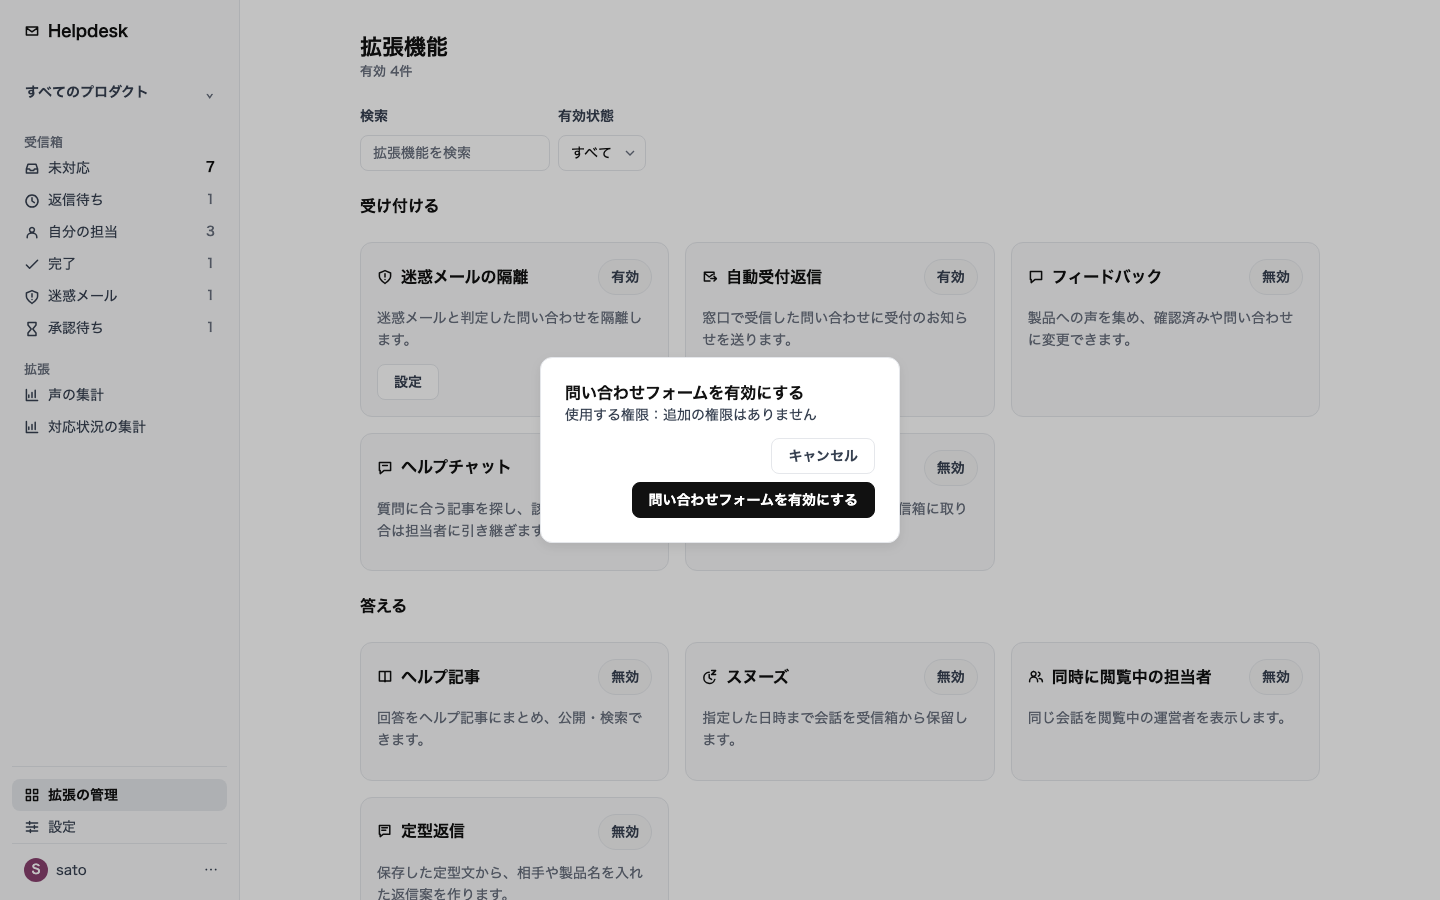 Helpdesk
すべてのプロダクト
受信箱
未対応 7
返信待ち 1
自分の担当 3
完了 1
迷惑メール 1
承認待ち 1
拡張
声の集計
対応状況の集計
拡張の管理
設定
S sato …
拡張機能
有効 4件
検索 有効状態
拡張機能を検索 すべて
受け付ける
迷惑メールの隔離 有効
迷惑メールと判定した問い合わせを隔離し
ます。
設定
自動受付返信 有効
窓口で受信した問い合わせに受付のお知ら
せを送ります。
フィードバック 無効
製品への声を集め、確認済みや問い合わせ
に変更できます。
ヘルプチャット
質問に合う記事を探し、
合は担当者に引き継ぎます
無効
信箱に取り
問い合わせフォームを有効にする
使用する権限：追加の権限はありません
キャンセル
問い合わせフォームを有効にする
答える
ヘルプ記事 無効
回答をヘルプ記事にまとめ、公開・検索で
きます。
スヌーズ 無効
指定した日時まで会話を受信箱から保留し
ます。
同時に閲覧中の担当者 無効
同じ会話を閲覧中の運営者を表示します。
定型返信 無効
保存した定型文から、相手や製品名を入れ
た返信案を作ります。